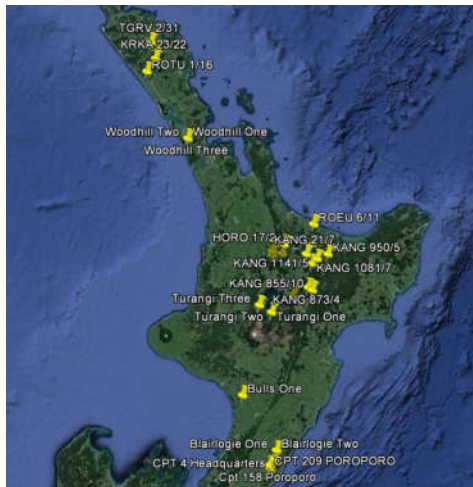 TGRV 2/31
KRKA 23/22
ROTU 1/16
Woodhill Two
Woodhill One
Woodhill Three
ROEU 6/11
HORO 17/2
KANG 21/7
KANG 950/5
KANG 1141/5
KANG 1081/7
KANG 855/10
Turangi Three
KANG 873/4
Turangi Two
Turangi One
Bulls One
Blairlogie One
Blairlogie Two
CPT 4 Headquarters
CPT 209 POROPORO
Cpt 158 Poroporo